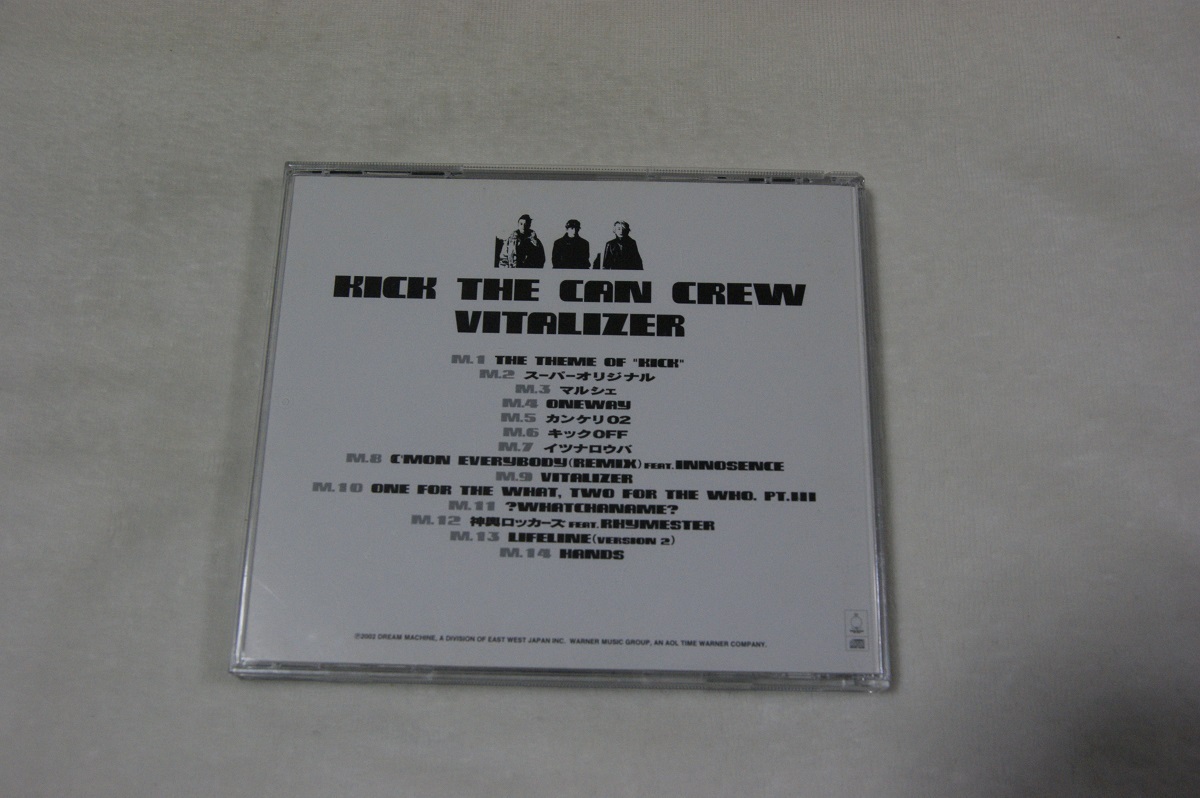 KICK THE CAN CREW
VITALIZER
M.1 THE THEME OF "KICK"
M.2 スーパーオリジナル
M.3 マルシェ
M.4 ONEWAY
M.5 カンケリ02
M.6 キックOFF
M.7 イツナロウバ
M.8 C'MON EVERYBODY(REMIX) FEAT. INNOSENCE
M.9 VITALIZER
M.10 ONE FOR THE WHAT, TWO FOR THE WHO. PT.III
M.11 ?WHATCHANAME?
M.12 神輿ロッカーズ FEAT. RHYMESTER
M.13 LIFELINE(VERSION 2)
M.14 HANDS
℗2002 DREAM MACHINE, A DIVISION OF EAST WEST JAPAN INC. WARNER MUSIC GROUP, AN AOL TIME WARNER COMPANY.